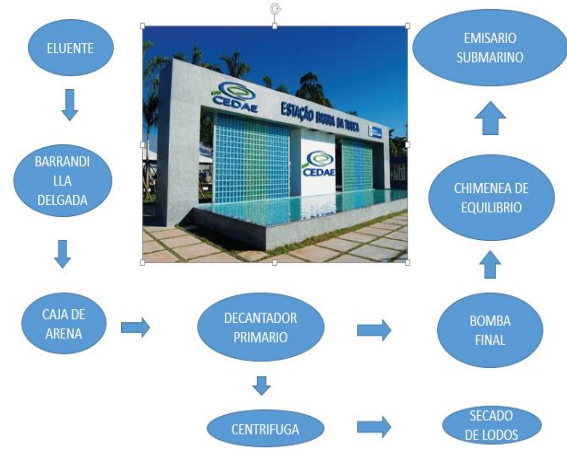 ELUENTE
BARRANDI
LLA
DELGADA
CAJA DE
ARENA
DECANTADOR
PRIMARIO
CENTRIFUGA
SECADO
DE LODOS
BOMBA
FINAL
CHIMENEA DE
EQUILIBRIO
EMISARIO
SUBMARINO
CEDAE
ESTAÇÃO BARRA DA TIJUCA
CEDAE